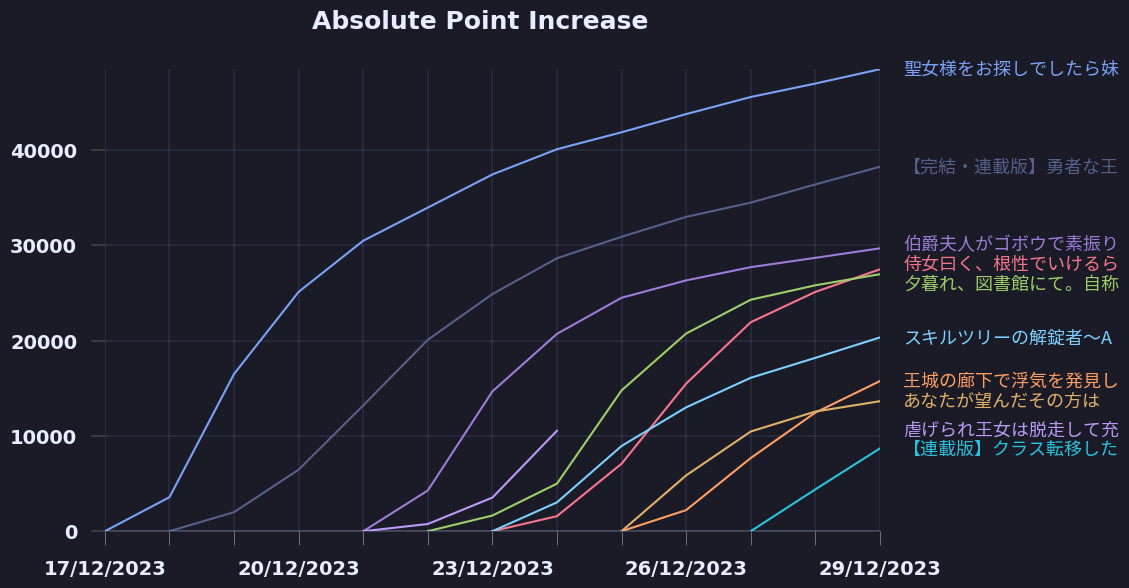 Absolute Point Increase
聖女様をお探しでしたら妹
40000
【完結・連載版】勇者な王
30000
伯爵夫人がゴボウで素振り
侍女曰く、根性でいけるら
夕暮れ、図書館にて。自称
20000
スキルツリーの解錠者～A
王城の廊下で浮気を発見し
あなたが望んだその方は
10000
虐げられ王女は脱走して充
【連載版】クラス転移した
0
17/12/2023 20/12/2023 23/12/2023 26/12/2023 29/12/2023